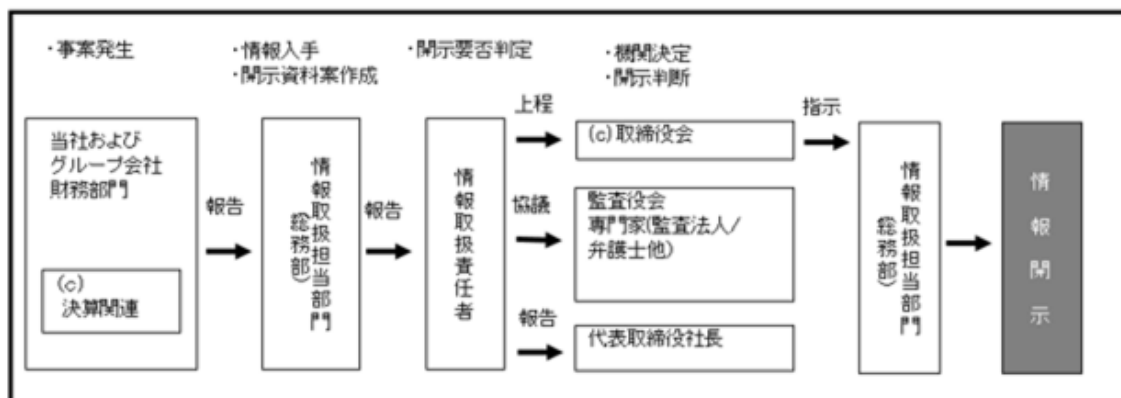 ・事案発生
・情報入手
・開示資料案作成
・開示要否判定
・機関決定
・開示判断
当社および
グループ会社
財務部門
(c)
決算関連
報告
情報取扱担当部門
(総務部)
報告
情報取扱責任者
上程
(c)取締役会
協議
監査役会
専門家(監査法人/
弁護士他)
報告
代表取締役社長
指示
情報取扱担当部門
(総務部)
情報開示